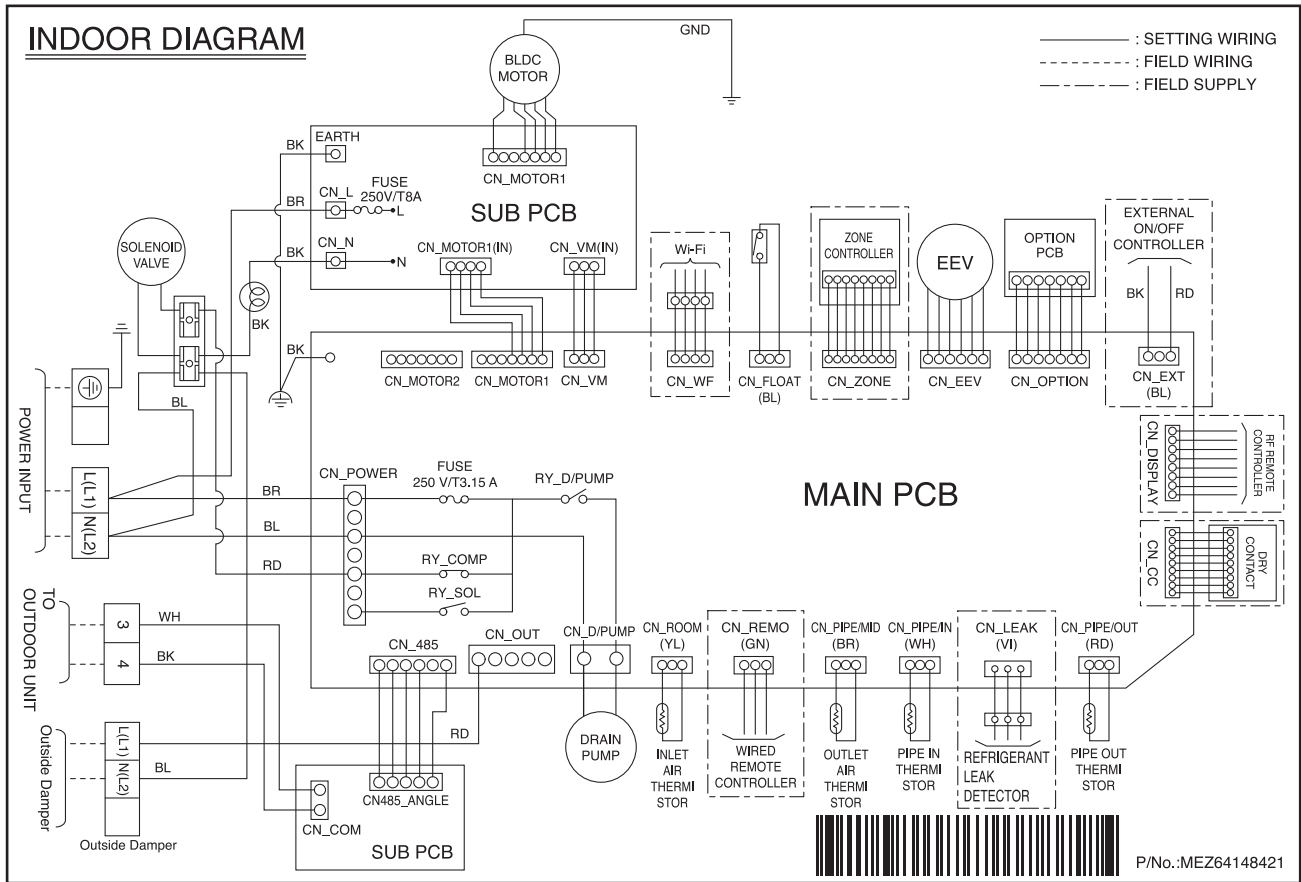 INDOOR DIAGRAM
: SETTING WIRING
: FIELD WIRING
: FIELD SUPPLY
GND
BLDC
MOTOR
EARTH
BK
CN_L
FUSE
250V/T8A
BR
L
CN_MOTOR1
SUB PCB
CN_N
BK
N
CN_MOTOR1(IN)
CN_VM(IN)
SOLENOID
VALVE
BK
BK
Wi-Fi
ZONE
CONTROLLER
EEV
OPTION
PCB
EXTERNAL
ON/OFF
CONTROLLER
BK
RD
CN_MOTOR2
CN_MOTOR1
CN_VM
CN_WF
CN_FLOAT
(BL)
CN_ZONE
CN_EEV
CN_OPTION
CN_EXT
(BL)
BL
POWER INPUT
L(L1)
N(L2)
CN_POWER
FUSE
250 V/T3.15 A
RY_D/PUMP
BR
BL
RD
RY_COMP
RY_SOL
MAIN PCB
CN_DISPLAY
RF REMOTE
CONTROLLER
CN_CC
DRY
CONTACT
TO
OUTDOOR UNIT
3
WH
4
BK
CN_485
CN_OUT
CN_D/PUMP
CN_ROOM
(YL)
CN_REMO
(GN)
CN_PIPE/MID
(BR)
CN_PIPE/IN
(WH)
CN_LEAK
(VI)
CN_PIPE/OUT
(RD)
Outside Damper
L(L1)
N(L2)
RD
BL
Outside Damper
CN485_ANGLE
CN_COM
SUB PCB
DRAIN
PUMP
INLET
AIR
THERMI
STOR
WIRED
REMOTE
CONTROLLER
OUTLET
AIR
THERMI
STOR
PIPE IN
THERMI
STOR
REFRIGERANT
LEAK
DETECTOR
PIPE OUT
THERMI
STOR
P/No.:MEZ64148421